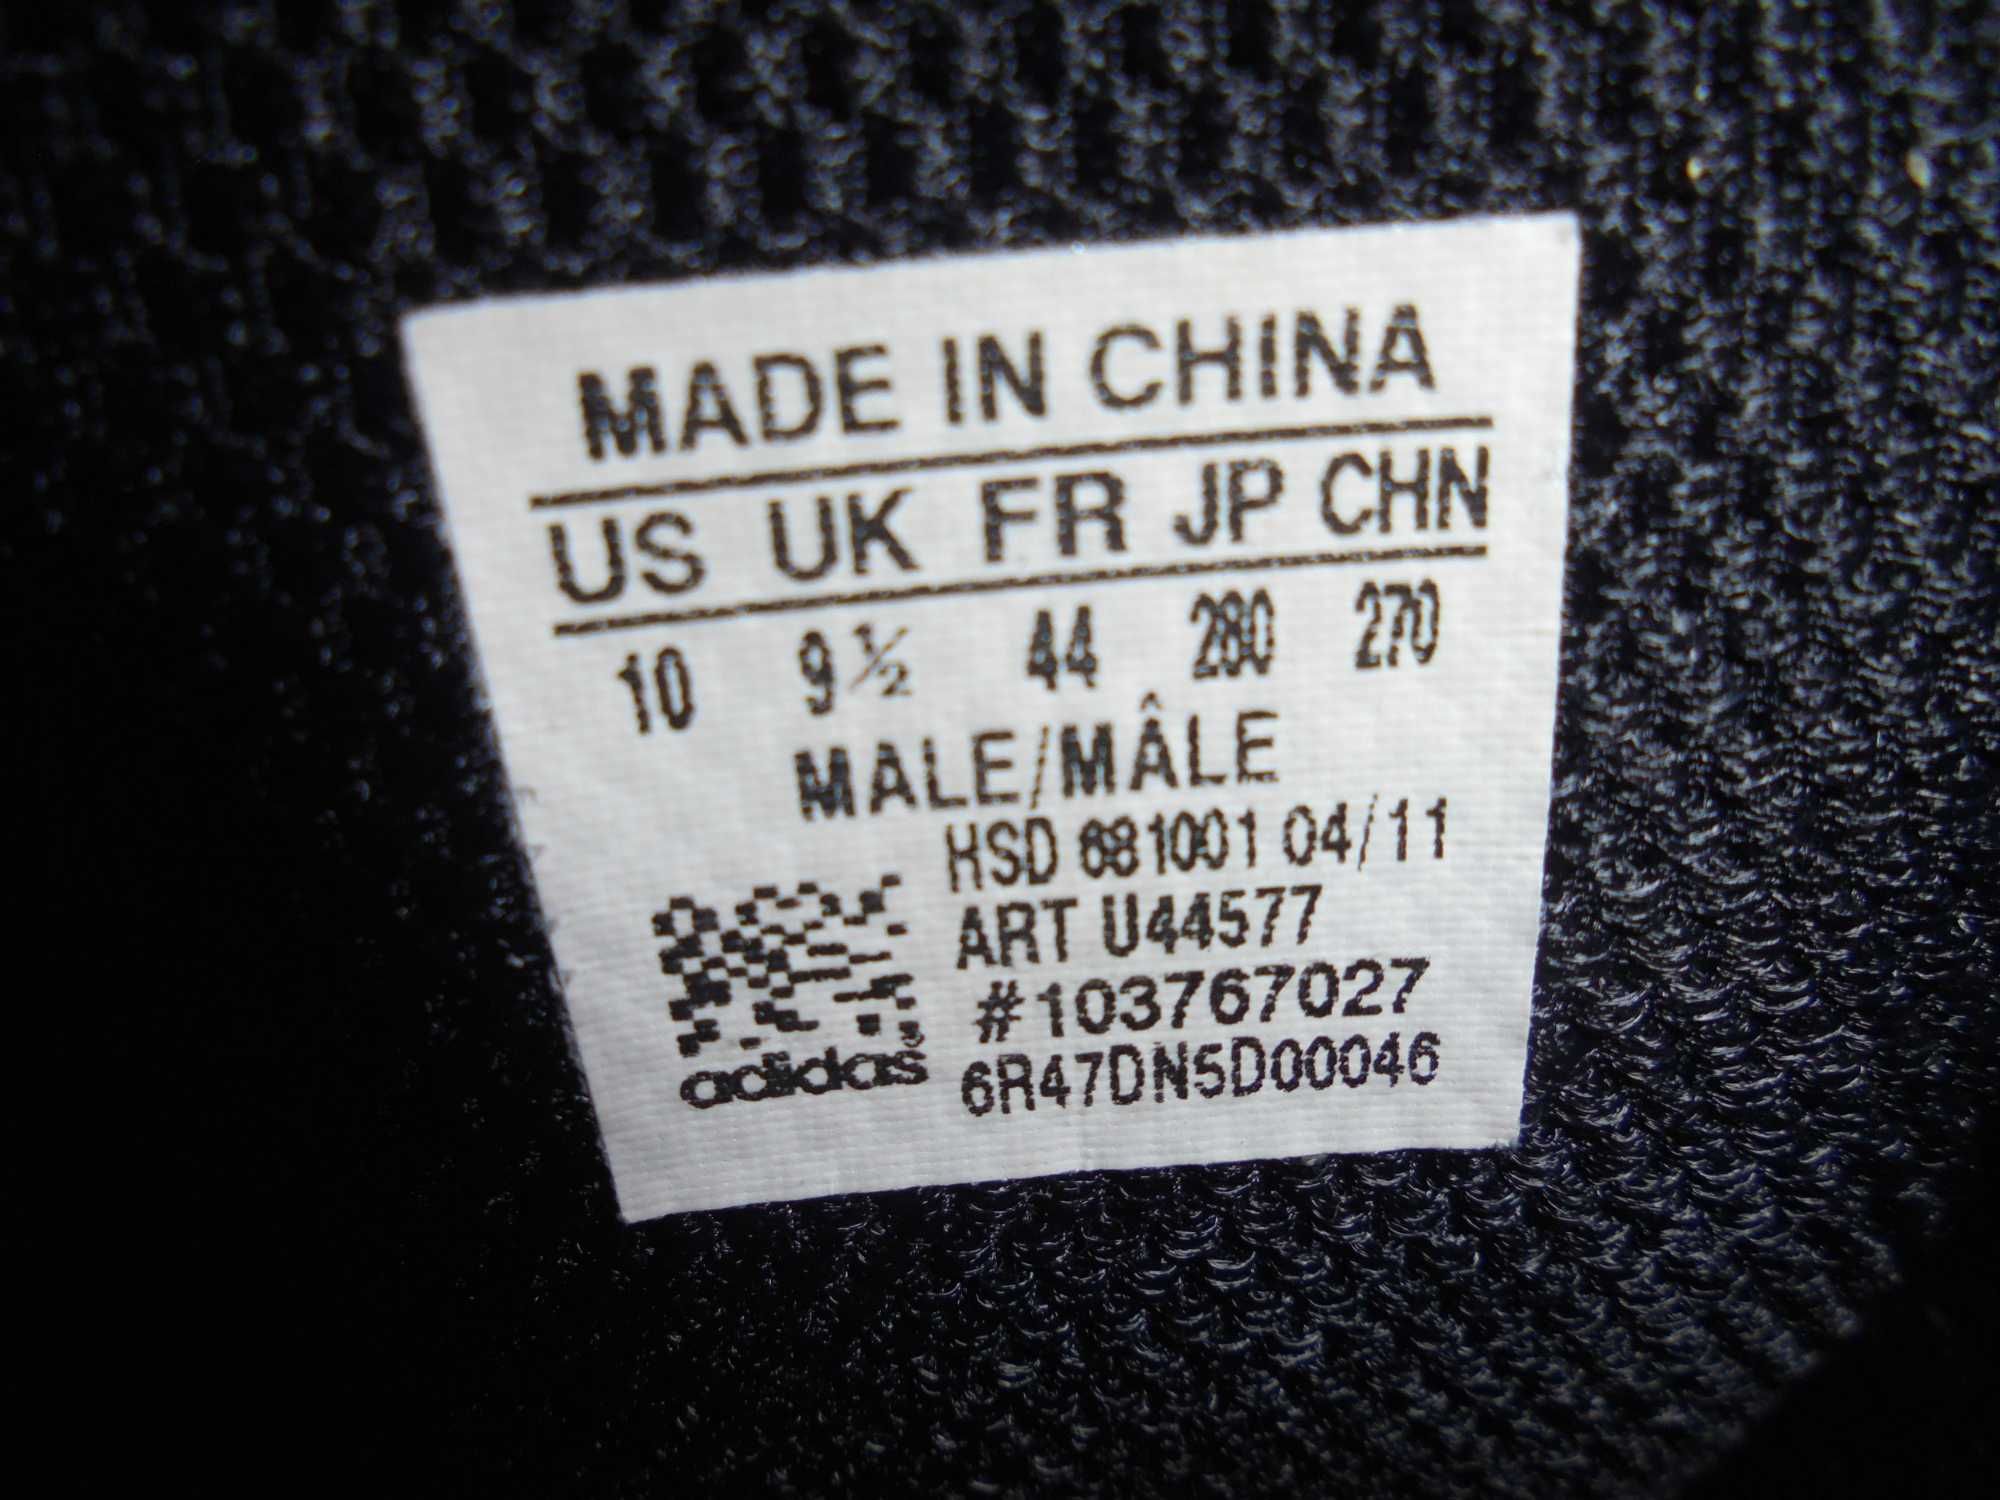 MADE IN CHINA
US UK FR JP CHN
10 9½ 44 280 270
MALE/MÂLE
HSD 681001 04/11
ART U44577
#103767027
adidas 6R47DN5D00046